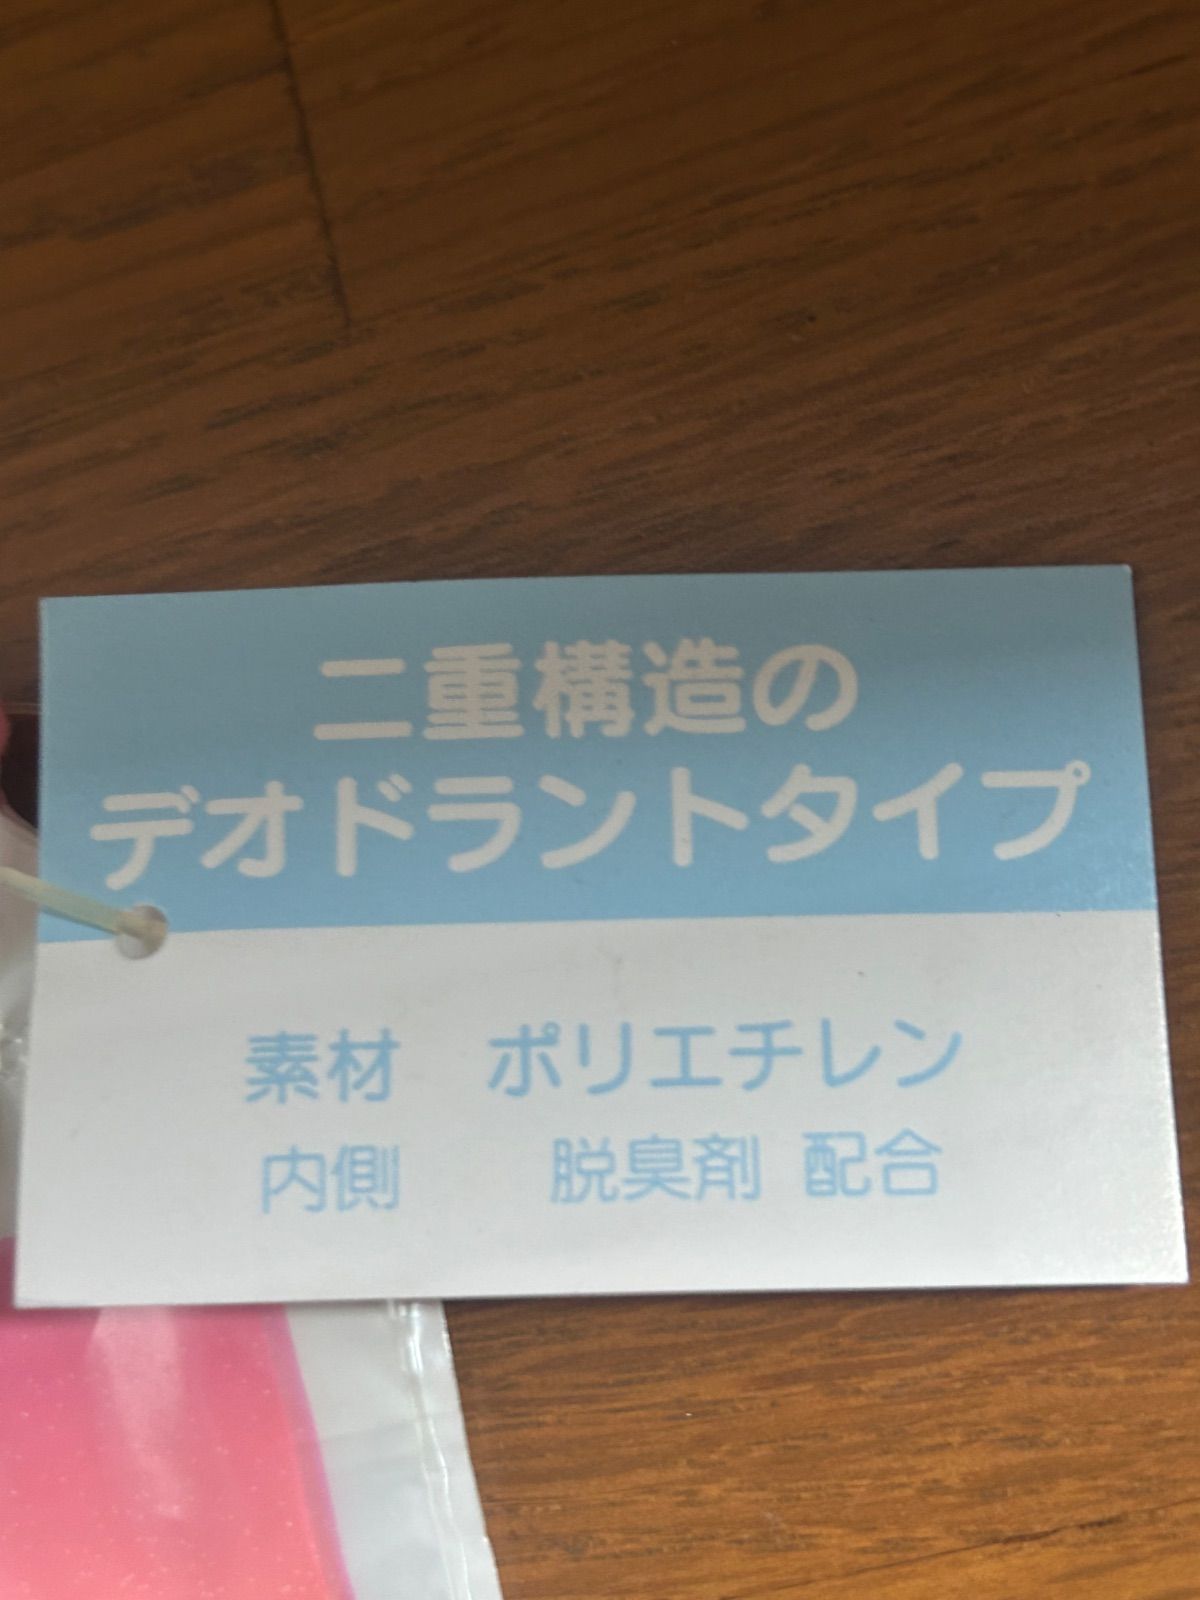 二重構造の
デオドラントタイプ
素材 ポリエチレン
内側 脱臭剤 配合